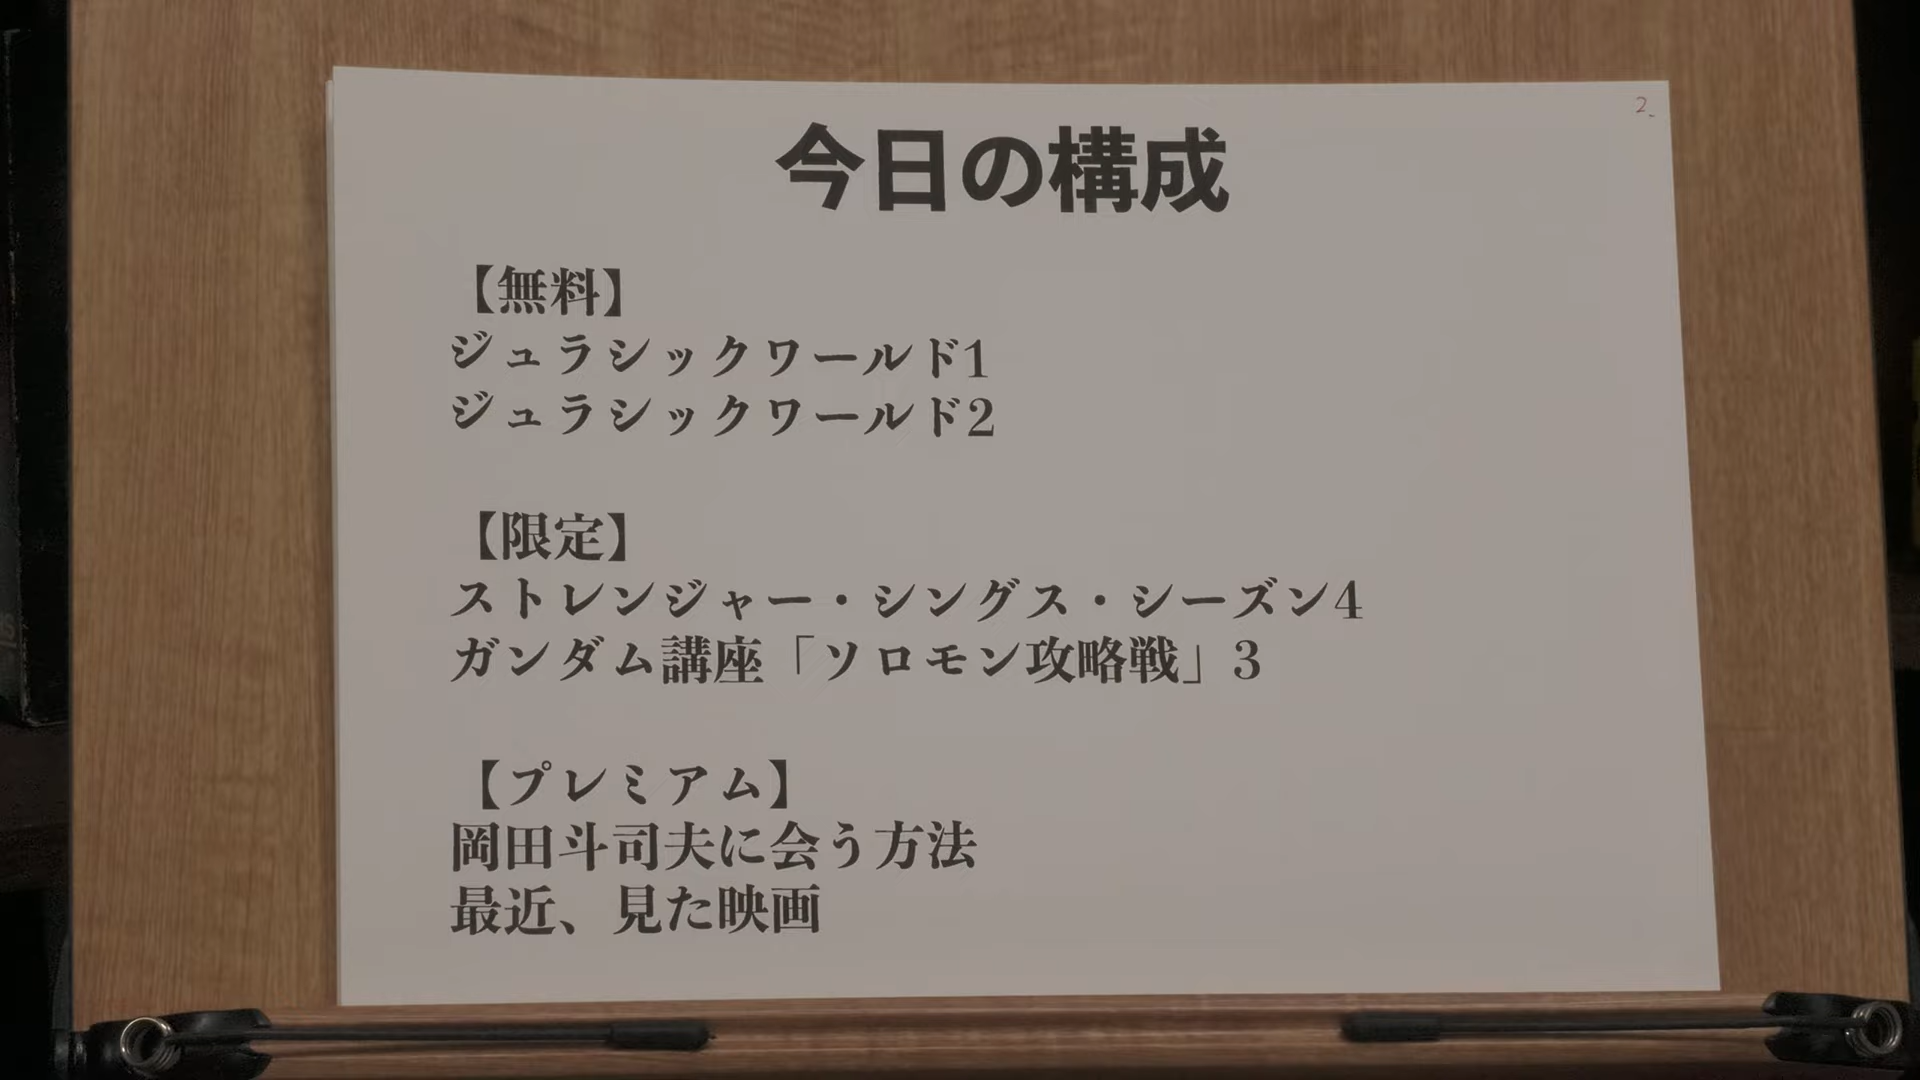 2
今日の構成
【無料】
ジュラシックワールド1
ジュラシックワールド2
【限定】
ストレンジャー・シングス・シーズン4
ガンダム講座「ソロモン攻略戦」3
【プレミアム】
岡田斗司夫に会う方法
最近、見た映画